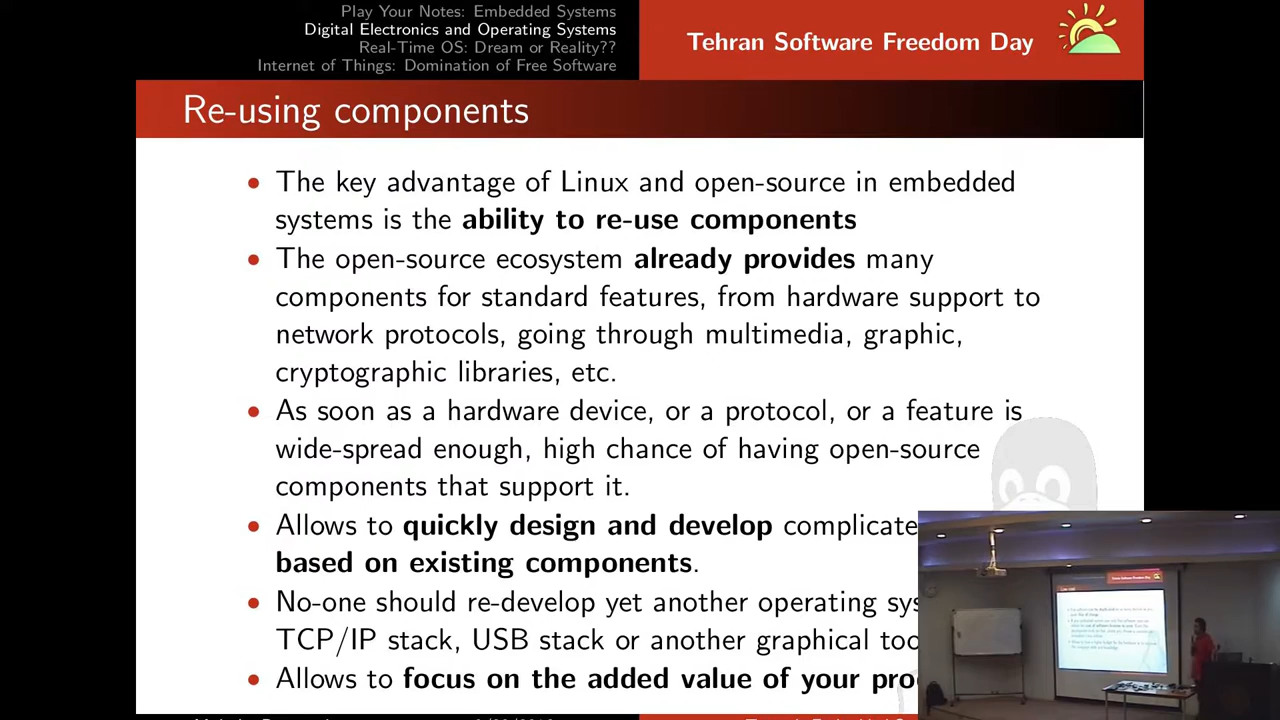 Play Your Notes: Embedded Systems
Digital Electronics and Operating Systems
Real-Time OS: Dream or Reality??
Internet of Things: Domination of Free Software
Tehran Software Freedom Day
Re-using components
• The key advantage of Linux and open-source in embedded
systems is the ability to re-use components
• The open-source ecosystem already provides many
components for standard features, from hardware support to
network protocols, going through multimedia, graphic,
cryptographic libraries, etc.
• As soon as a hardware device, or a protocol, or a feature is
wide-spread enough, high chance of having open-source
components that support it.
• Allows to quickly design and develop complicate
based on existing components.
• No-one should re-develop yet another operating sys
TCP/IP stack, USB stack or another graphical too
• Allows to focus on the added value of your pro